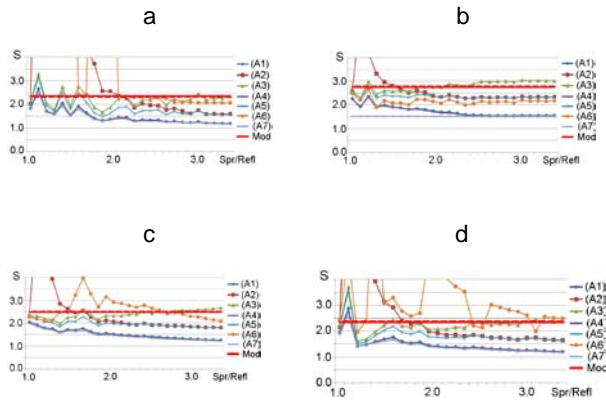 a
S
3.0
2.0
1.0
0.0
1.0
2.0
3.0
Spr/Refl
(A1)
(A2)
(A3)
(A4)
(A5)
(A6)
(A7)
Mod
b
S
3.0
2.0
1.0
0.0
1.0
2.0
3.0
Spr/Refl
(A1)
(A2)
(A3)
(A4)
(A5)
(A6)
(A7)
Mod
c
S
3.0
2.0
1.0
0.0
1.0
2.0
3.0
Spr/Refl
(A1)
(A2)
(A3)
(A4)
(A5)
(A6)
(A7)
Mod
d
S
3.0
2.0
1.0
0.0
1.0
2.0
3.0
Spr/Refl
(A1)
(A2)
(A3)
(A4)
(A5)
(A6)
(A7)
Mod